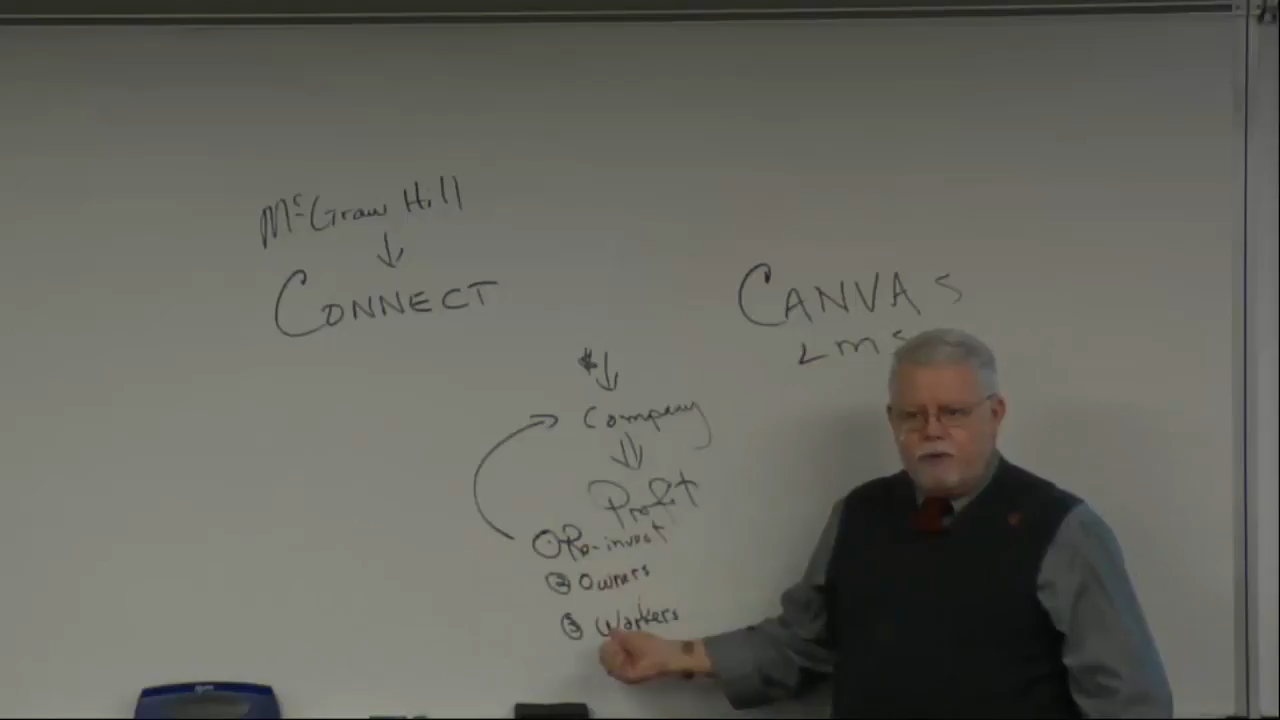 McGraw Hill
CONNECT
CANVAS
LMS
$
Company
Profit
① Re-invest
② Owners
③ Workers